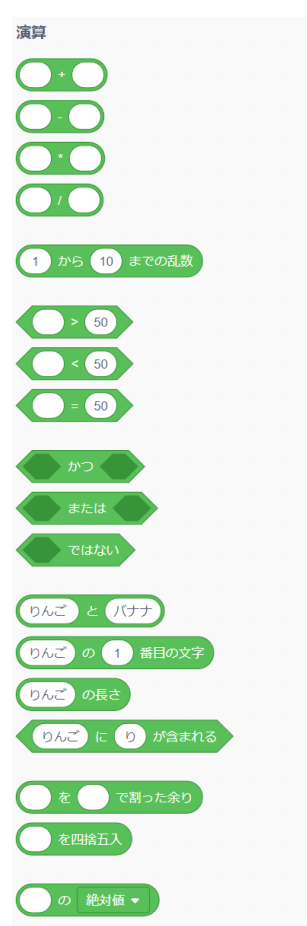 演算
+
-
*
/
1 から 10 までの乱数
> 50
< 50
= 50
かつ
または
ではない
りんご と バナナ
りんご の 1 番目の文字
りんご の長さ
りんご に り が含まれる
を で割った余り
を四捨五入
の 絶対値